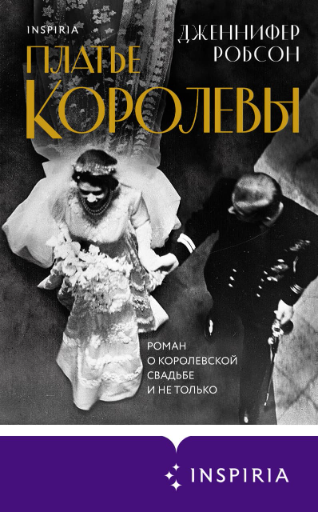 INSPIRIA
ДЖЕННИФЕР
РОБСОН
ПЛАТЬЕ
КОРОЛЕВЫ
РОМАН
О КОРОЛЕВСКОЙ
СВАДЬБЕ
И НЕ ТОЛЬКО
INSPIRIA